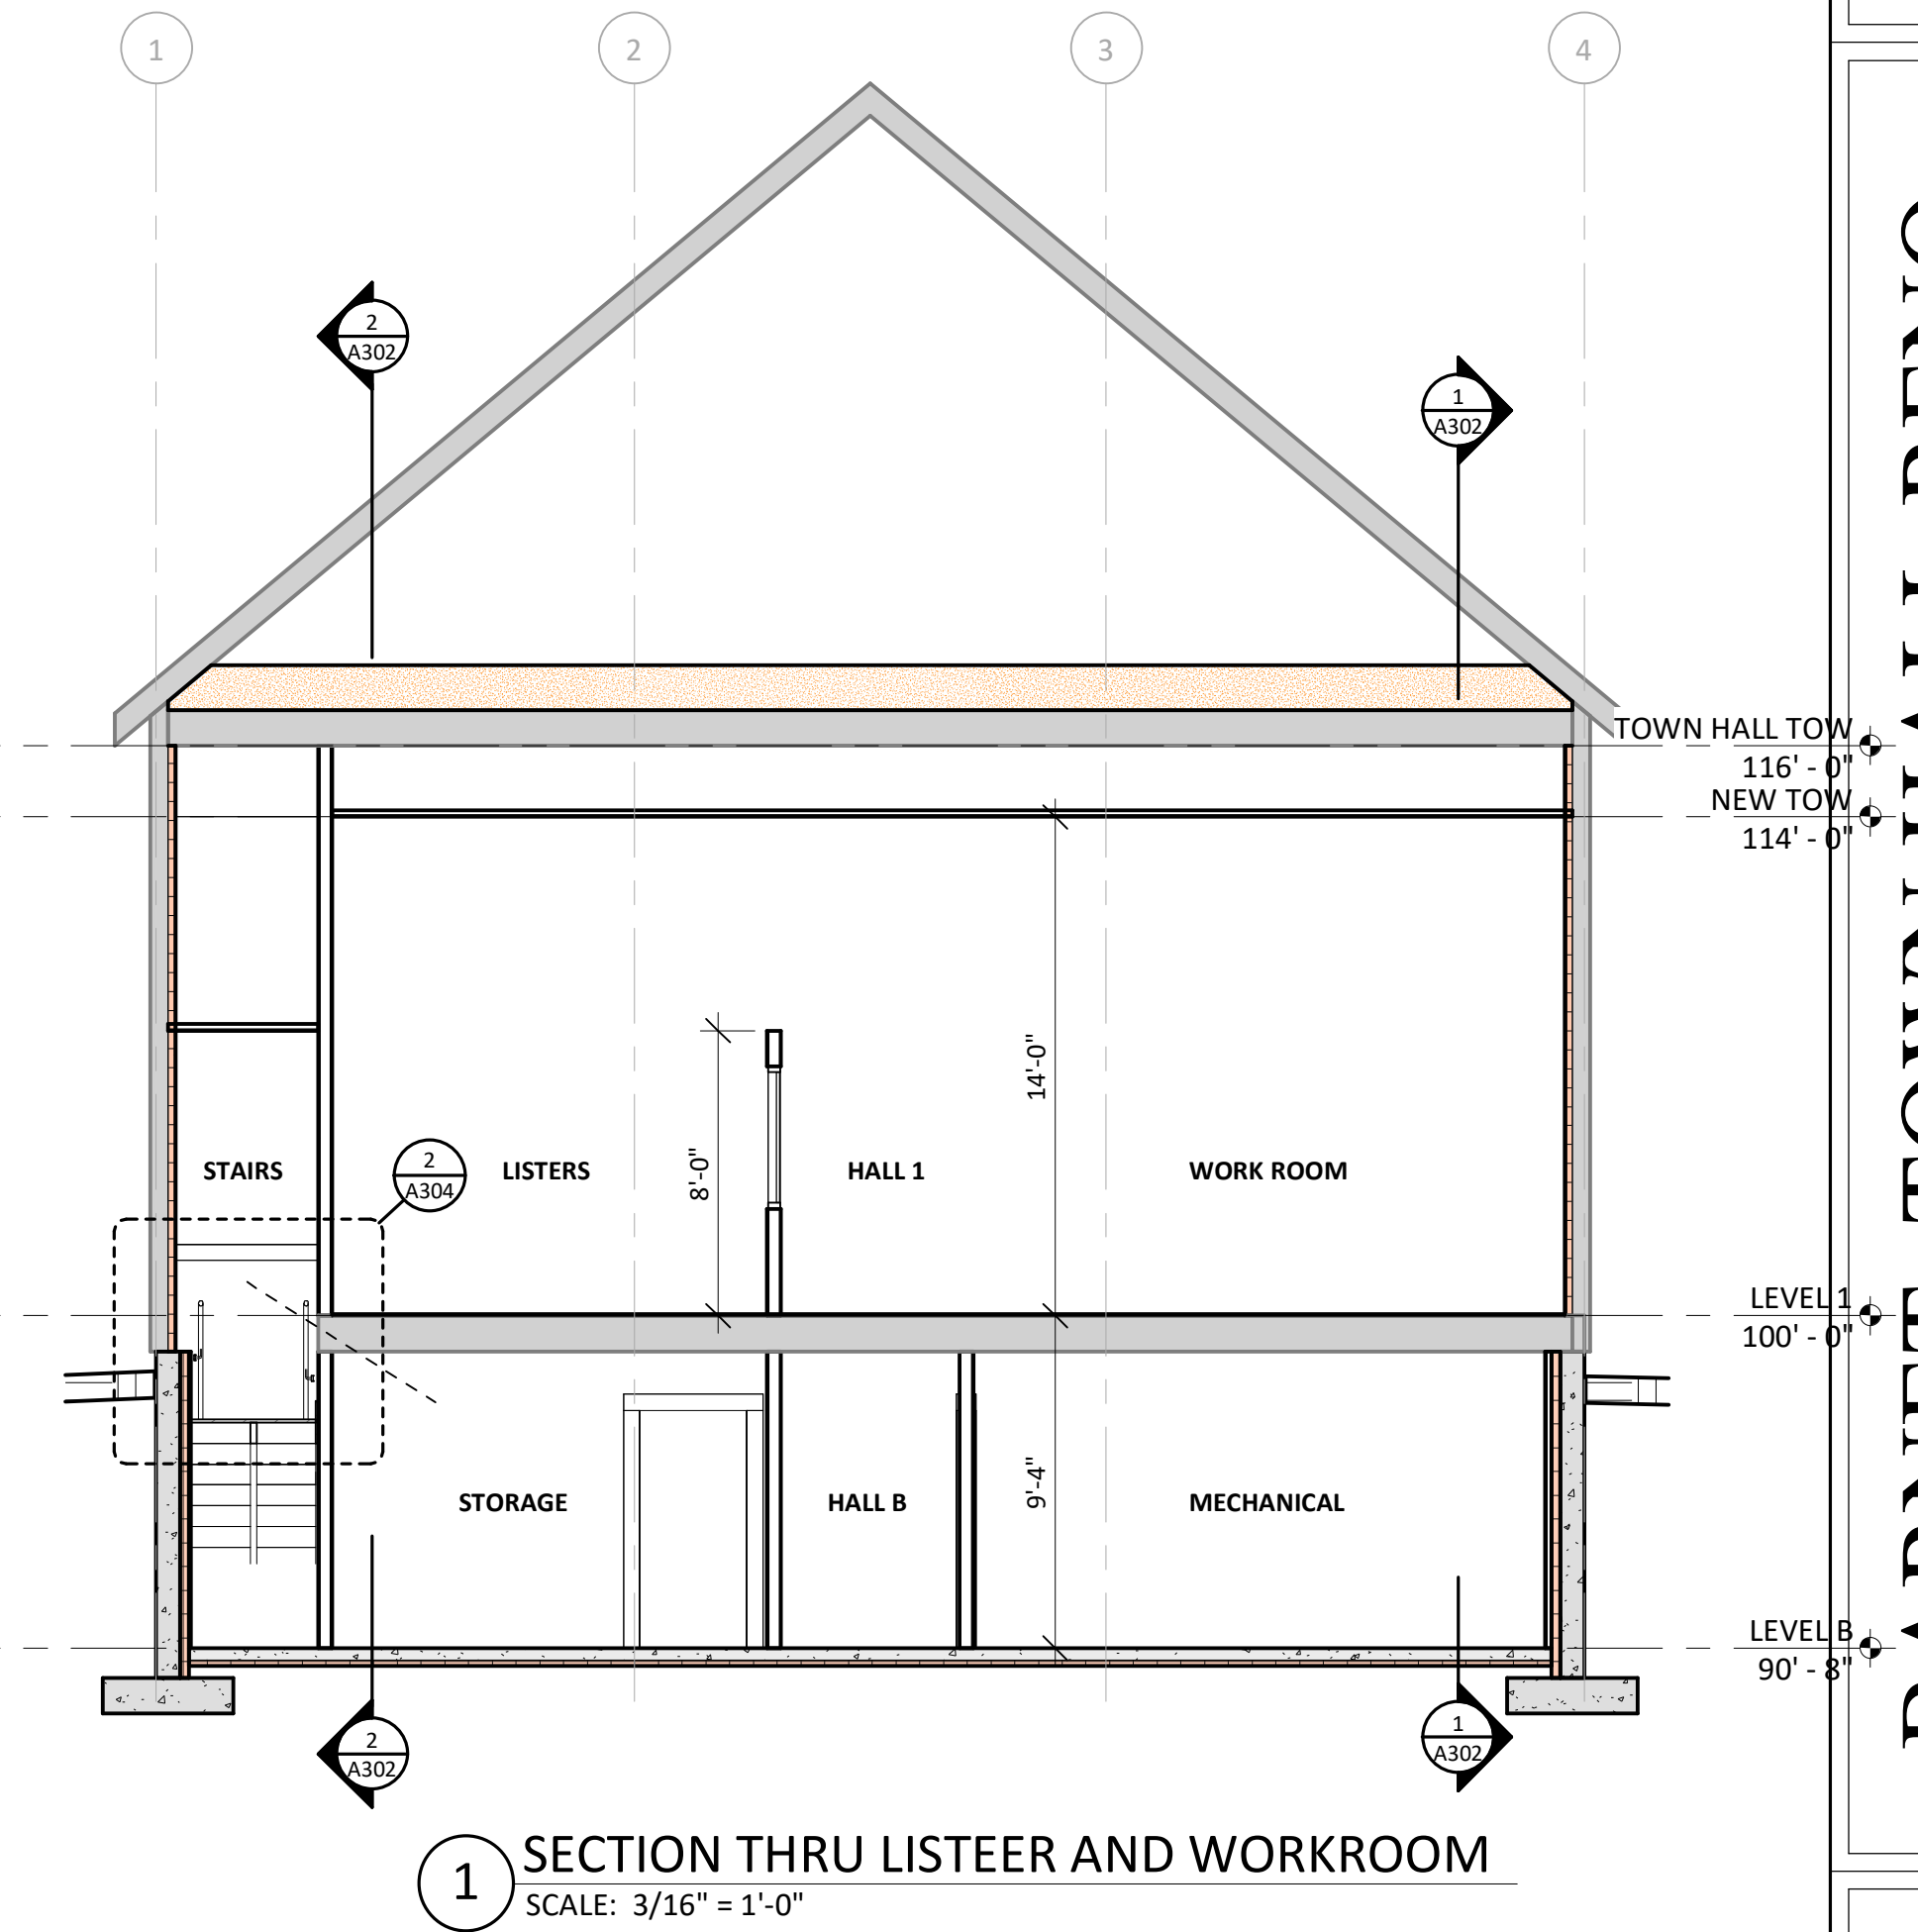 1
2
3
4
2
A302
1
A302
TOWN HALL TOW
116' - 0"
NEW TOW
114' - 0"
14'-0"
8'-0"
STAIRS
2
A304
LISTERS
HALL 1
WORK ROOM
LEVEL 1
100' - 0"
9'-4"
STORAGE
HALL B
MECHANICAL
LEVEL B
90' - 8"
2
A302
1
A302
1
SECTION THRU LISTEER AND WORKROOM
SCALE: 3/16" = 1'-0"